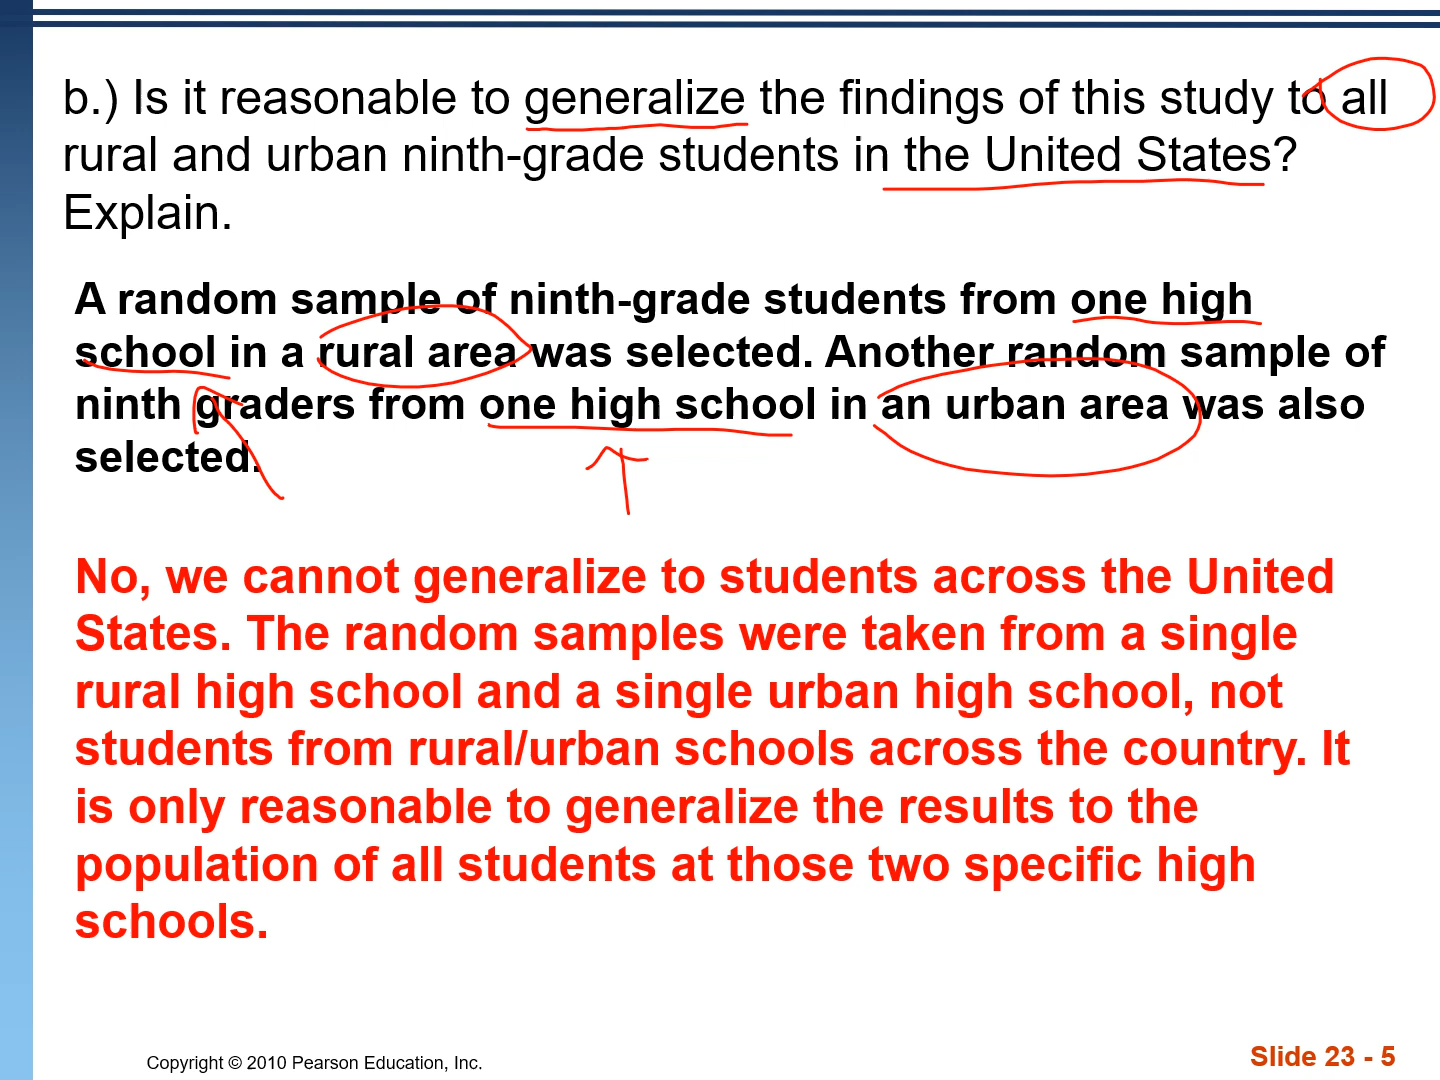 b.) Is it reasonable to generalize the findings of this study to all
rural and urban ninth-grade students in the United States?
Explain.
A random sample of ninth-grade students from one high
school in a rural area was selected. Another random sample of
ninth graders from one high school in an urban area was also
selected.
No, we cannot generalize to students across the United
States. The random samples were taken from a single
rural high school and a single urban high school, not
students from rural/urban schools across the country. It
is only reasonable to generalize the results to the
population of all students at those two specific high
schools.
Copyright © 2010 Pearson Education, Inc.
Slide 23 - 5